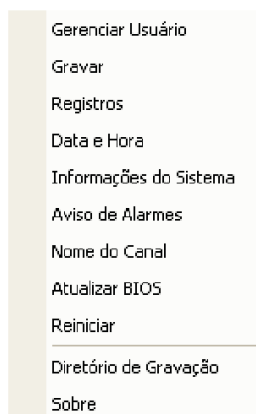 Gerenciar Usuário
Gravar
Registros
Data e Hora
Informações do Sistema
Aviso de Alarmes
Nome do Canal
Atualizar BIOS
Reiniciar
Diretório de Gravação
Sobre